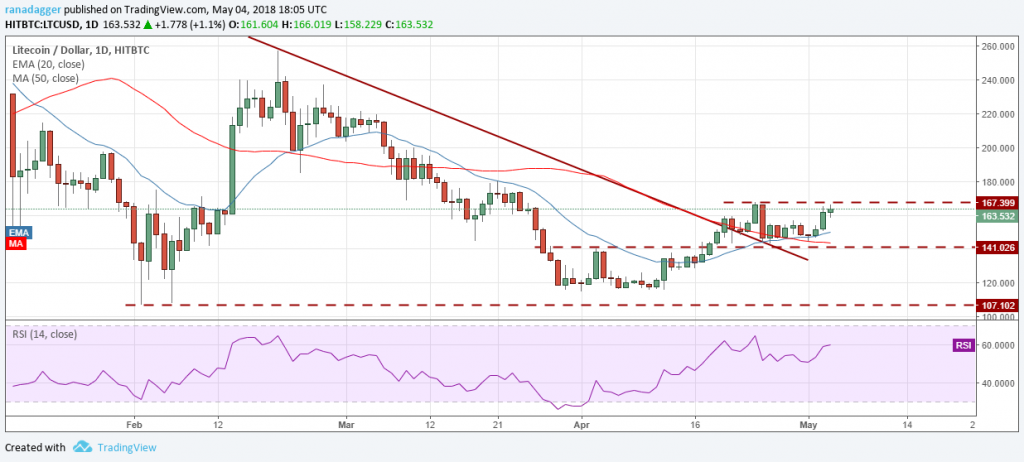 ranadagger published on TradingView.com, May 04, 2018 18:05 UTC
HITBTC:LTCUSD, 1D 163.532 ▲ +1.778 (+1.1%) O:161.604 H:166.019 L:158.229 C:163.532
Litecoin / Dollar, 1D, HITBTC
EMA (20, close)
MA (50, close)
260.000
240.000
220.000
200.000
180.000
167.399
163.532
EMA
MA
141.026
120.000
107.102
100.000
RSI (14, close)
RSI
60.0000
40.0000
Feb 12 Mar 12 21 Apr 16 May 14 2
Created with TradingView